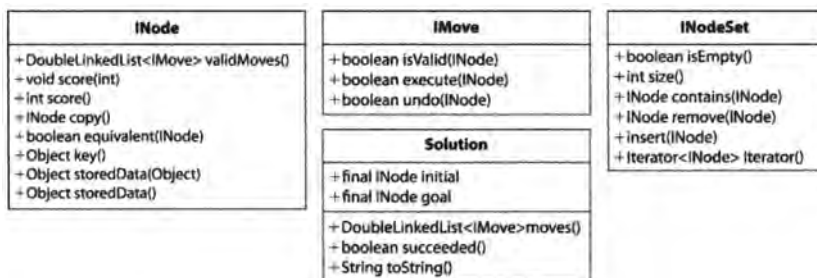 INode
+DoubleLinkedList<IMove> validMoves()
+void score(int)
+int score()
+INode copy()
+boolean equivalent(INode)
+Object key()
+Object storedData(Object)
+Object storedData()
IMove
+boolean isValid(INode)
+boolean execute(INode)
+boolean undo(INode)
Solution
+final INode initial
+final INode goal
+DoubleLinkedList<IMove>moves()
+boolean succeeded()
+String toString()
INodeSet
+boolean isEmpty()
+int size()
+INode contains(INode)
+INode remove(INode)
+insert(INode)
+Iterator<INode> Iterator()